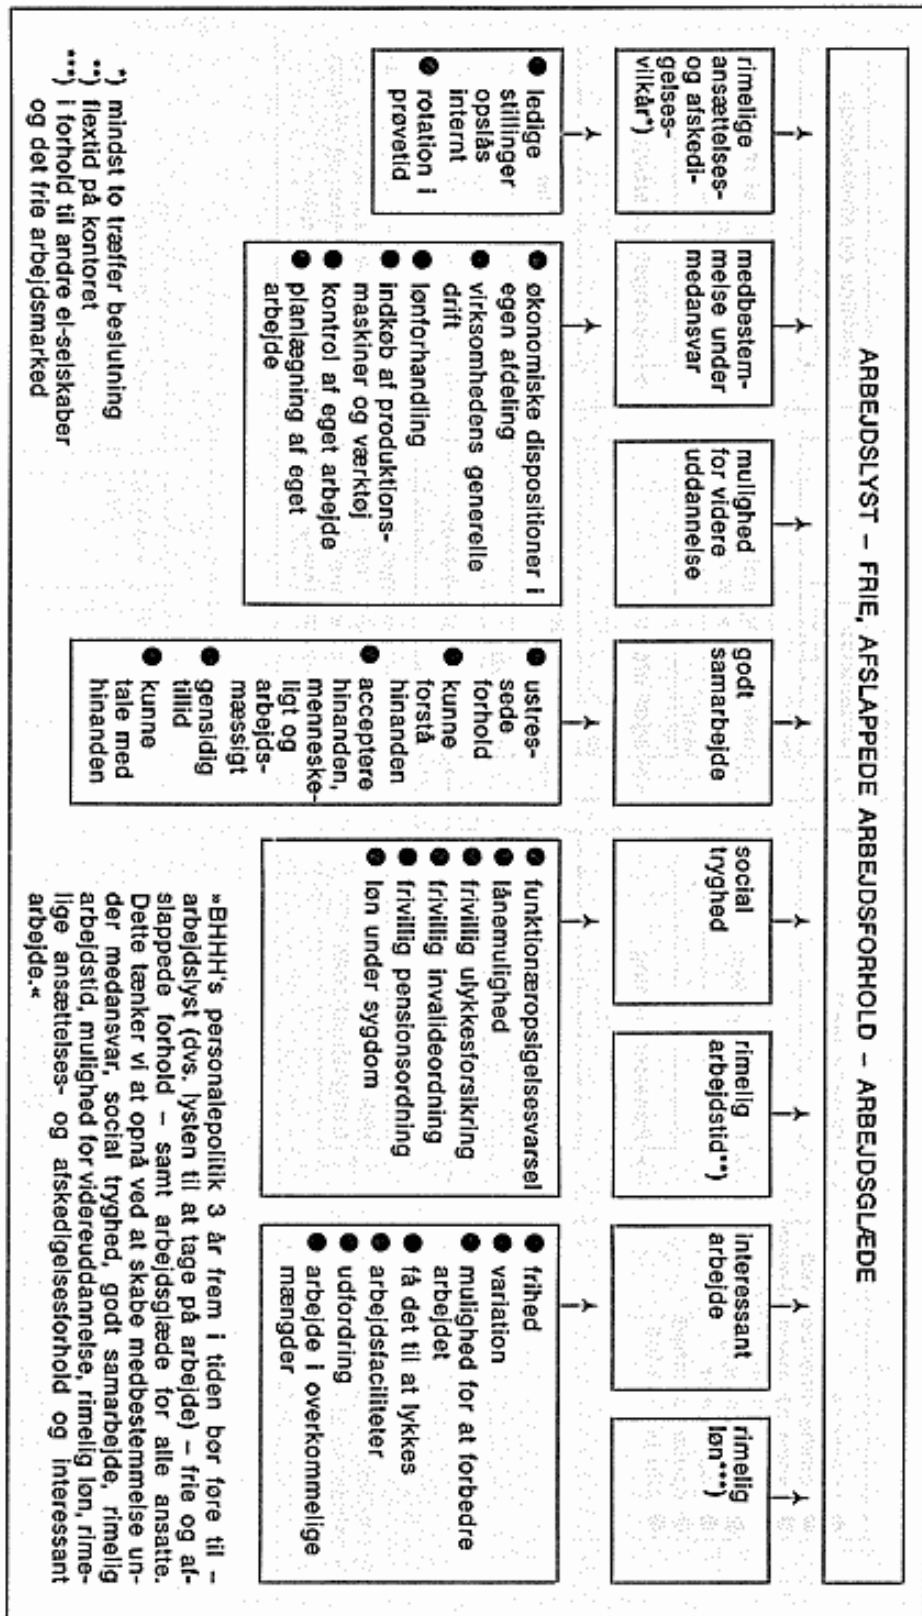 ARBEJDSLYST – FRIE, AFSLAPPEDE ARBEJDSFORHOLD – ARBEJDSGLÆDE
rimelige
ansættelses-
og afskedi-
gelses-
vilkår*)
medbestem-
melse under
medansvar
mulighed
for videre
uddannelse
godt
samarbejde
social
tryghed
rimelig
arbejdstid**)
interessant
arbejde
rimelig
løn***)
● ledige
stillinger
opslås
internt
● rotation i
prøvetid
● økonomiske dispositioner i
egen afdeling
● virksomhedens generelle
drift
● lønforhandling
● indkøb af produktions-
maskiner og værktøj
● kontrol af eget arbejde
● planlægning af eget
arbejde
● ustres-
sede
forhold
● kunne
forstå
hinanden
● acceptere
hinanden,
menneske-
ligt og
arbejds-
mæssigt
● gensidig
tillid
● kunne
tale med
hinanden
● funktionæropsigelsesvarsel
● lånemulighed
● frivillig ulykkesforsikring
● frivillig invalideordning
● frivillig pensionsordning
● løn under sygdom
● frihed
● variation
● mulighed for at forbedre
arbejdet
● få det til at lykkes
● arbejdsfaciliteter
● udfordring
● arbejde i overkommelige
mængder
*) mindst to træffer beslutning
**) flextid på kontoret
***) i forhold til andre el-selskaber
og det frie arbejdsmarked
»BHHH's personalepolitik 3 år frem i tiden bør føre til –
arbejdslyst (dvs. lysten til at tage på arbejde) – frie og af-
slappede forhold – samt arbejdsglæde for alle ansatte.
Dette tænker vi at opnå ved at skabe medbestemmelse un-
der medansvar, social tryghed, godt samarbejde, rimelig
arbejdstid, mulighed for videreuddannelse, rimelig løn, rime-
lige ansættelses- og afskedigelsesforhold og interessant
arbejde.«